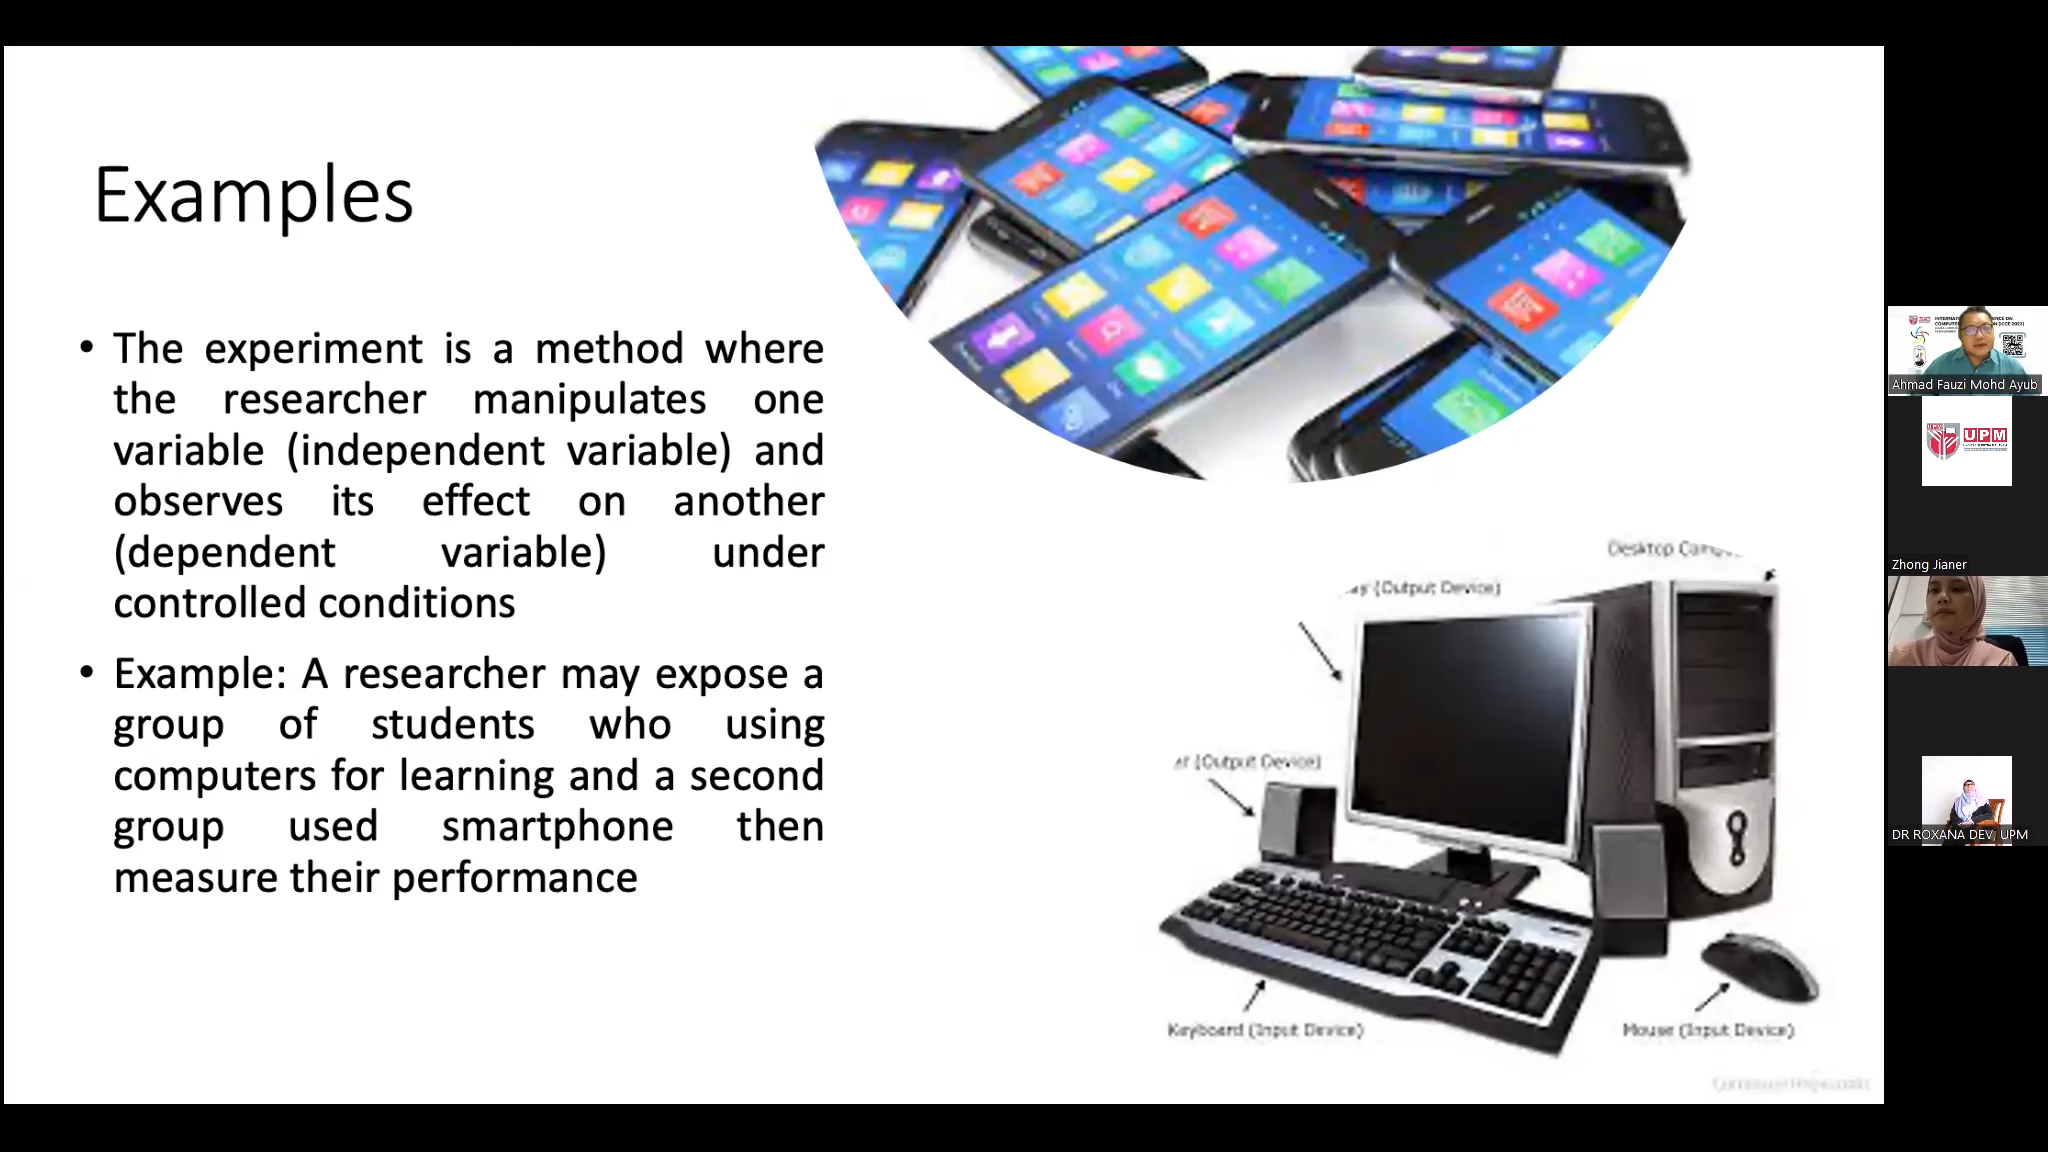 Examples
• The experiment is a method where
the researcher manipulates one
variable (independent variable) and
observes its effect on another
(dependent variable) under
controlled conditions
• Example: A researcher may expose a
group of students who using
computers for learning and a second
group used smartphone then
measure their performance
Desktop
(Output Device)
(Output Device)
Keyboard (Input Device)
Mouse (Input Device)
Ahmad Fauzi Mohd Ayub
UPM
Zhong Jianer
DR ROXANA DEV, UPM